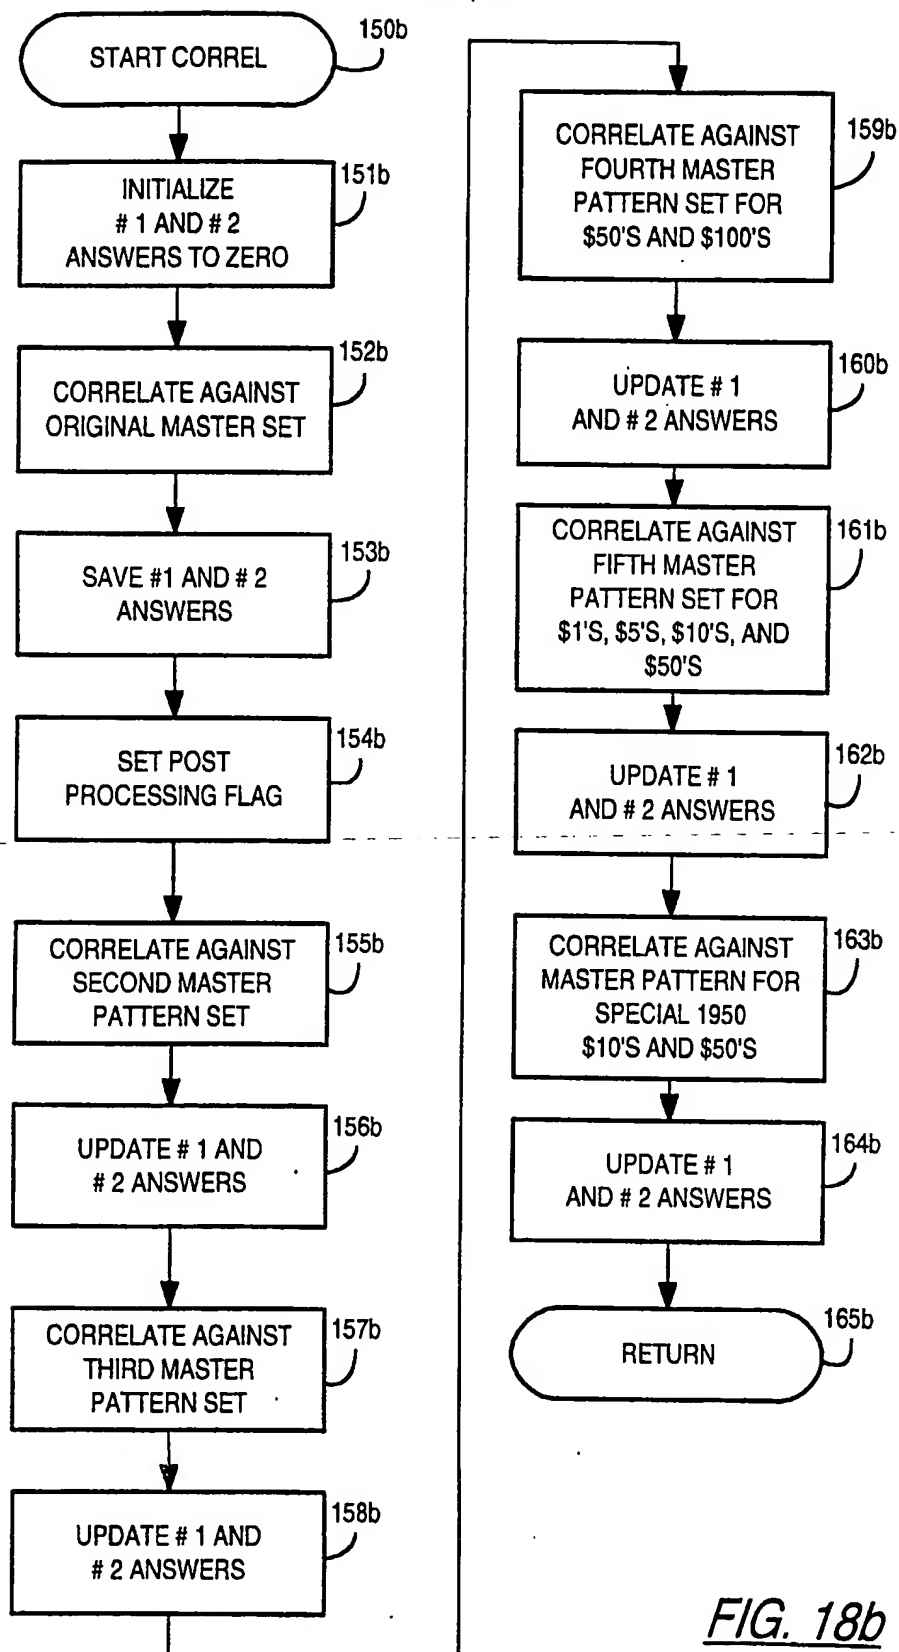 START CORREL
150b
INITIALIZE
# 1 AND # 2
ANSWERS TO ZERO
151b
CORRELATE AGAINST
ORIGINAL MASTER SET
152b
SAVE #1 AND # 2
ANSWERS
153b
SET POST
PROCESSING FLAG
154b
CORRELATE AGAINST
SECOND MASTER
PATTERN SET
155b
UPDATE # 1 AND
# 2 ANSWERS
156b
CORRELATE AGAINST
THIRD MASTER
PATTERN SET
157b
UPDATE # 1 AND
# 2 ANSWERS
158b
CORRELATE AGAINST
FOURTH MASTER
PATTERN SET FOR
$50'S AND $100'S
159b
UPDATE # 1
AND # 2 ANSWERS
160b
CORRELATE AGAINST
FIFTH MASTER
PATTERN SET FOR
$1'S, $5'S, $10'S, AND
$50'S
161b
UPDATE # 1
AND # 2 ANSWERS
162b
CORRELATE AGAINST
MASTER PATTERN FOR
SPECIAL 1950
$10'S AND $50'S
163b
UPDATE # 1
AND # 2 ANSWERS
164b
RETURN
165b
FIG. 18b